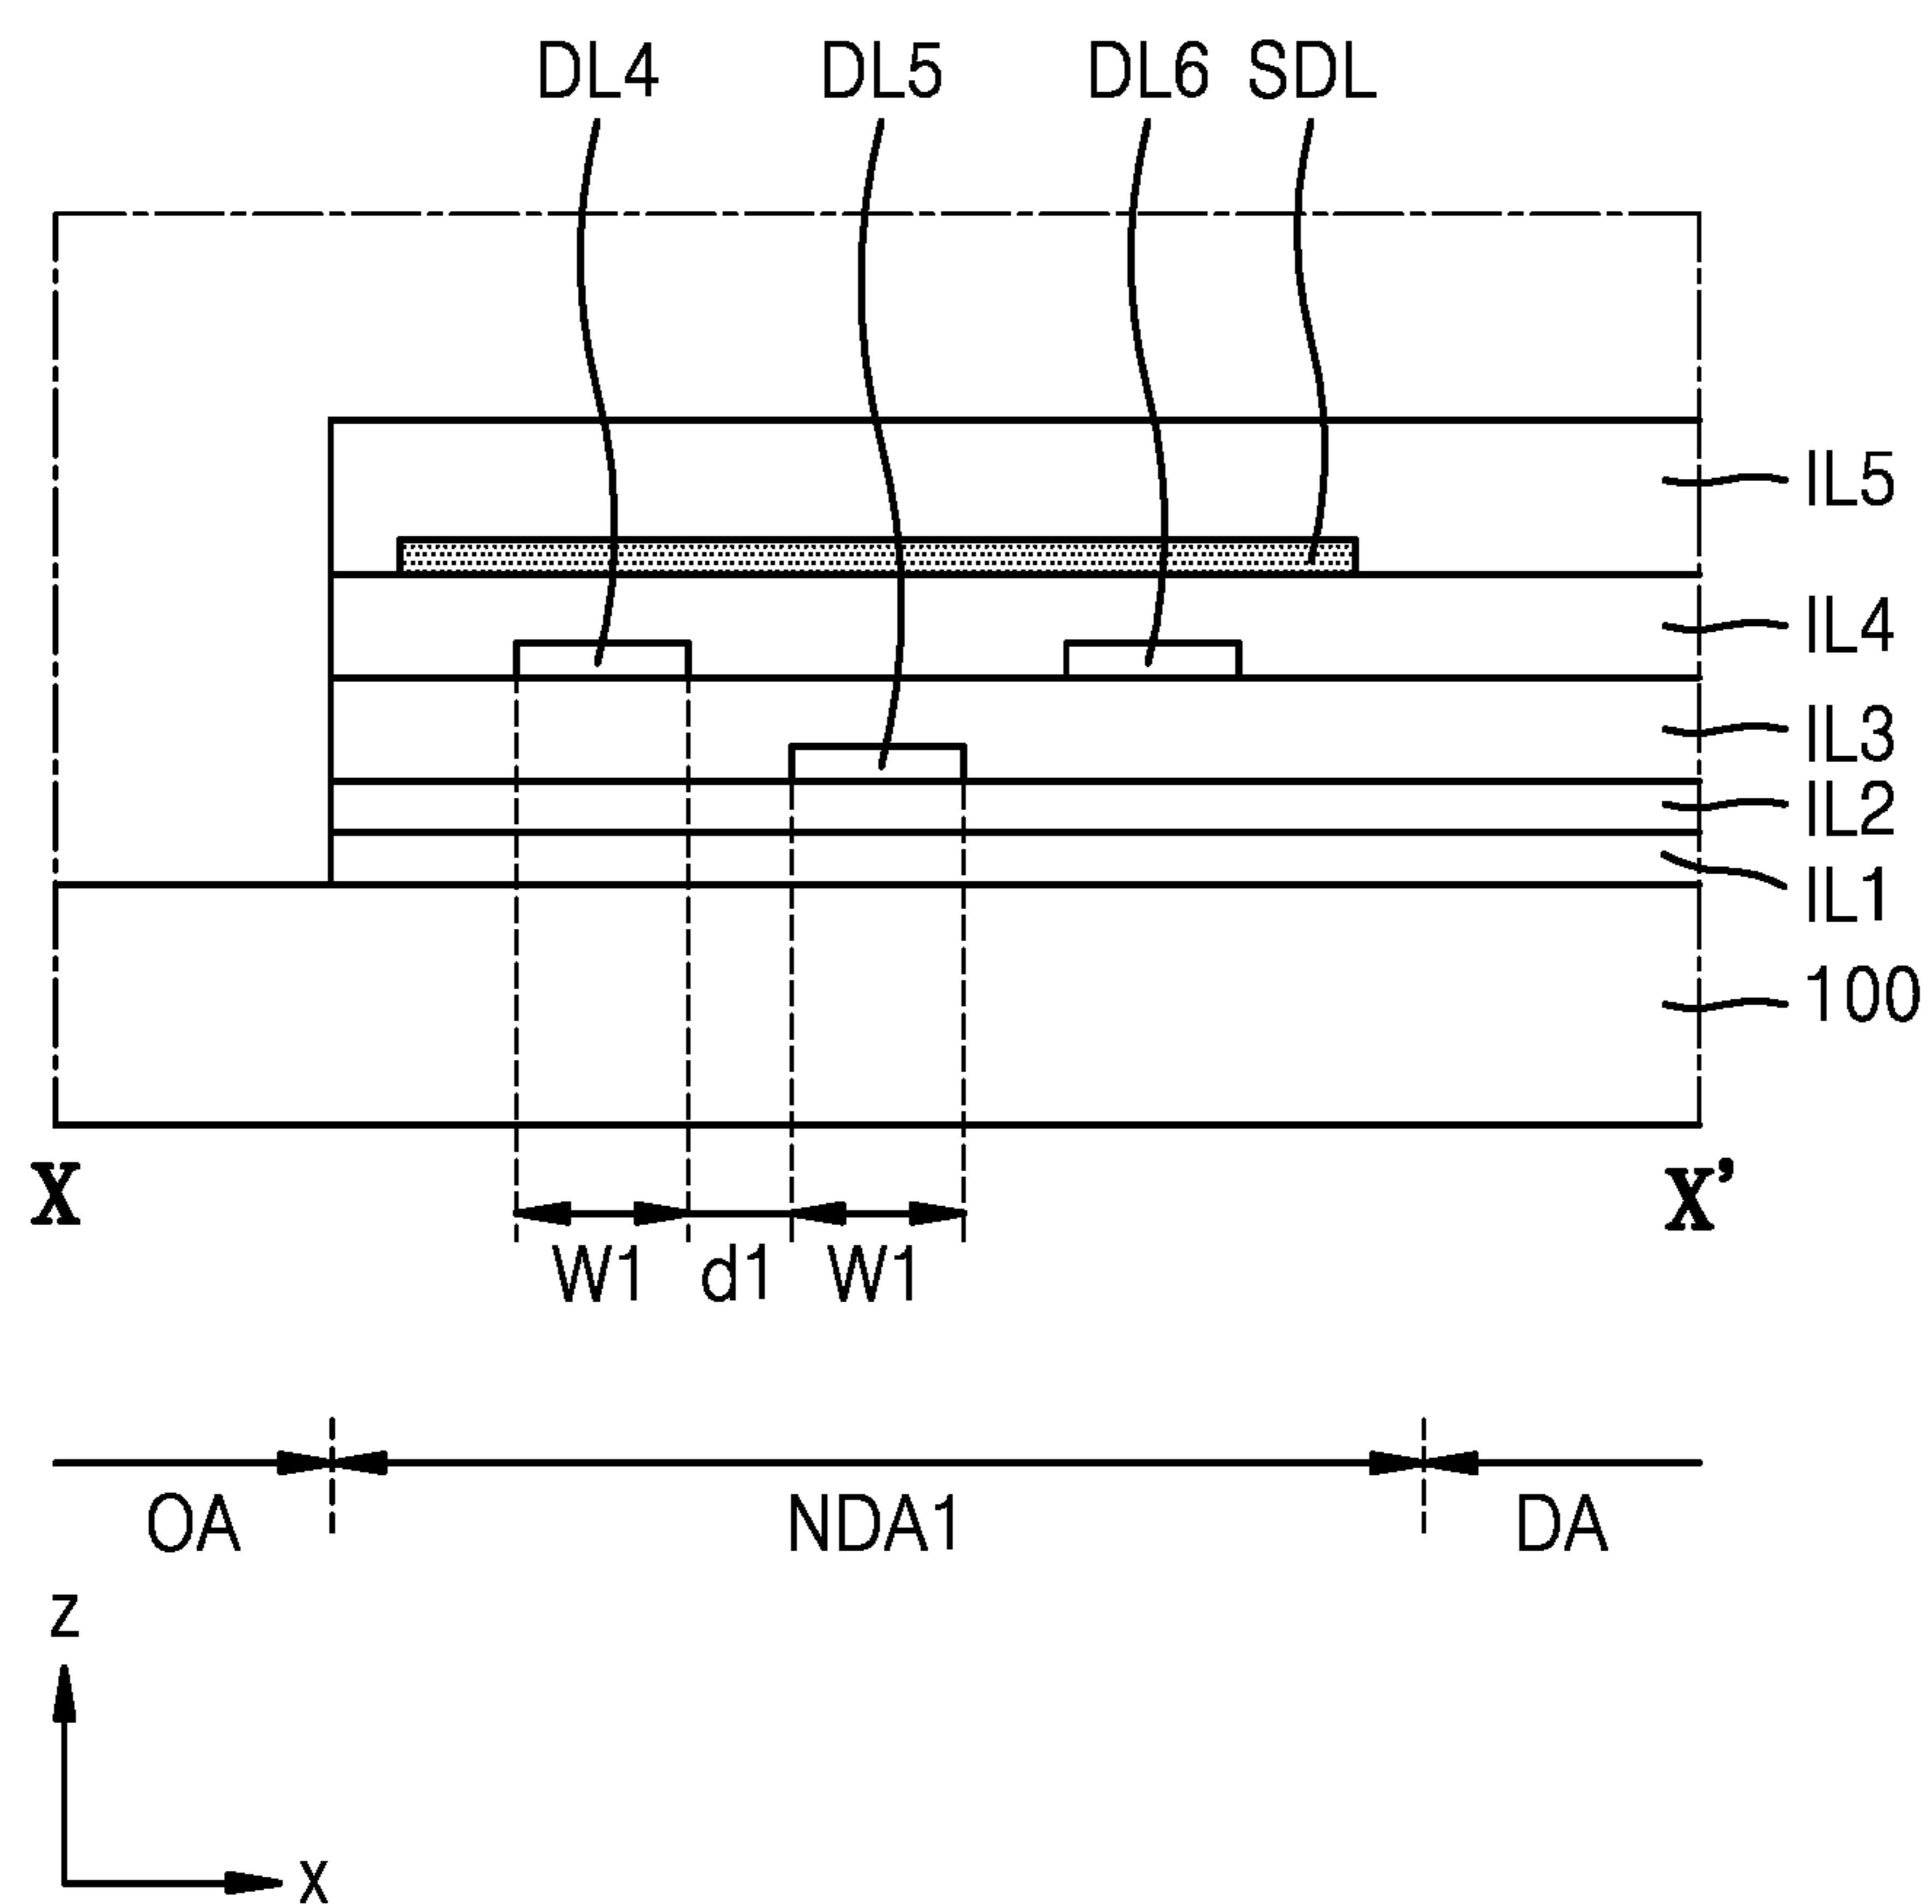 DL4 DL5 DL6 SDL
IL5
IL4
IL3
IL2
IL1
100
X X'
W1 d1 W1
OA NDA1 DA
z
x